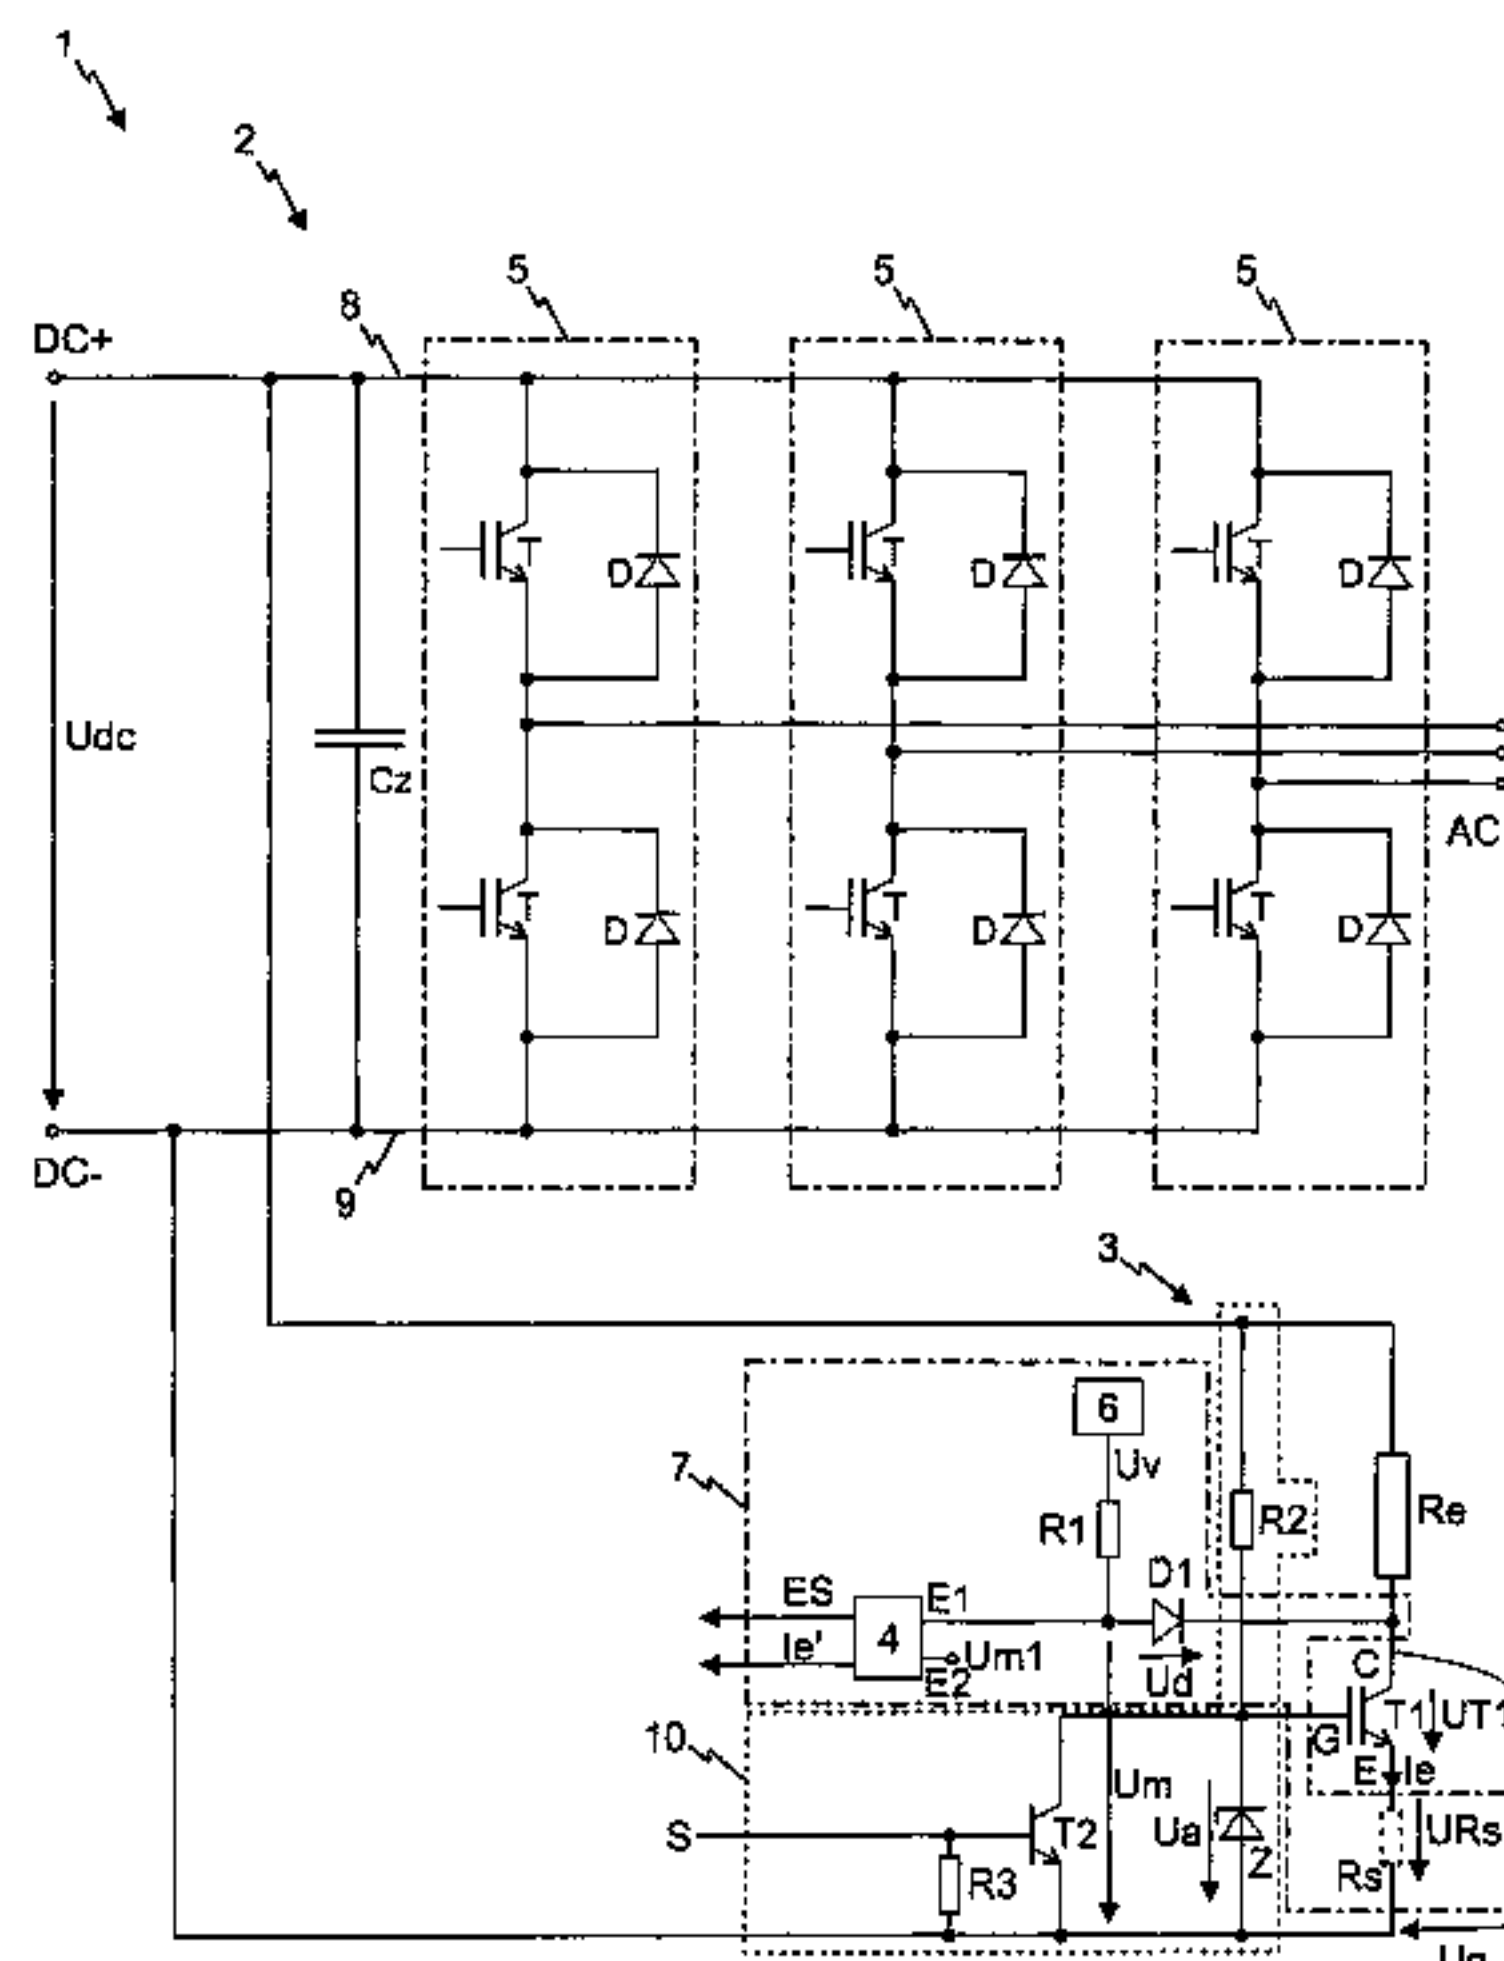 1
2
5 5 5
8
DC+
T D T D T D
Udc
Cz
AC
T D T D T D
DC-
9
3
6
7 Uv
R1 R2 Re
D1
ES E1
4
Ie' Um1
E2 Ud
C
T1 UT1
10 G
E Ie
Um
S T2 Ua URs
Z
R3 Rs